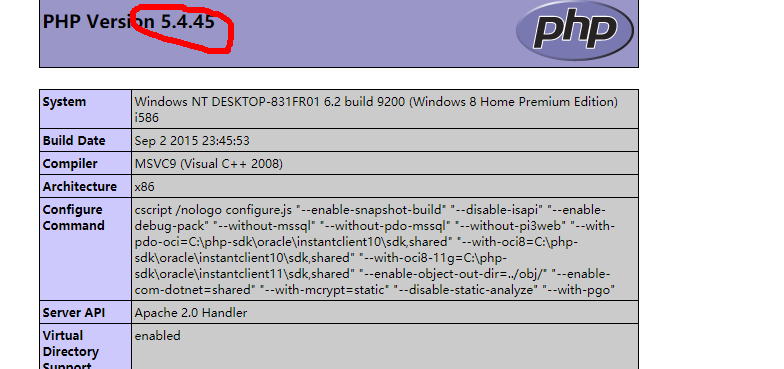 PHP Version 5.4.45
php
System
Windows NT DESKTOP-831FR01 6.2 build 9200 (Windows 8 Home Premium Edition)
i586
Build Date
Sep 2 2015 23:45:53
Compiler
MSVC9 (Visual C++ 2008)
Architecture
x86
Configure
Command
cscript /nologo configure.js "--enable-snapshot-build" "--disable-isapi" "--enable-
debug-pack" "--without-mssql" "--without-pdo-mssql" "--without-pi3web" "--with-
pdo-oci=C:\php-sdk\oracle\instantclient10\sdk,shared" "--with-oci8=C:\php-
sdk\oracle\instantclient10\sdk,shared" "--with-oci8-11g=C:\php-
sdk\oracle\instantclient11\sdk,shared" "--enable-object-out-dir=../obj/" "--enable-
com-dotnet=shared" "--with-mcrypt=static" "--disable-static-analyze" "--with-pgo"
Server API
Apache 2.0 Handler
Virtual
Directory
Support
enabled